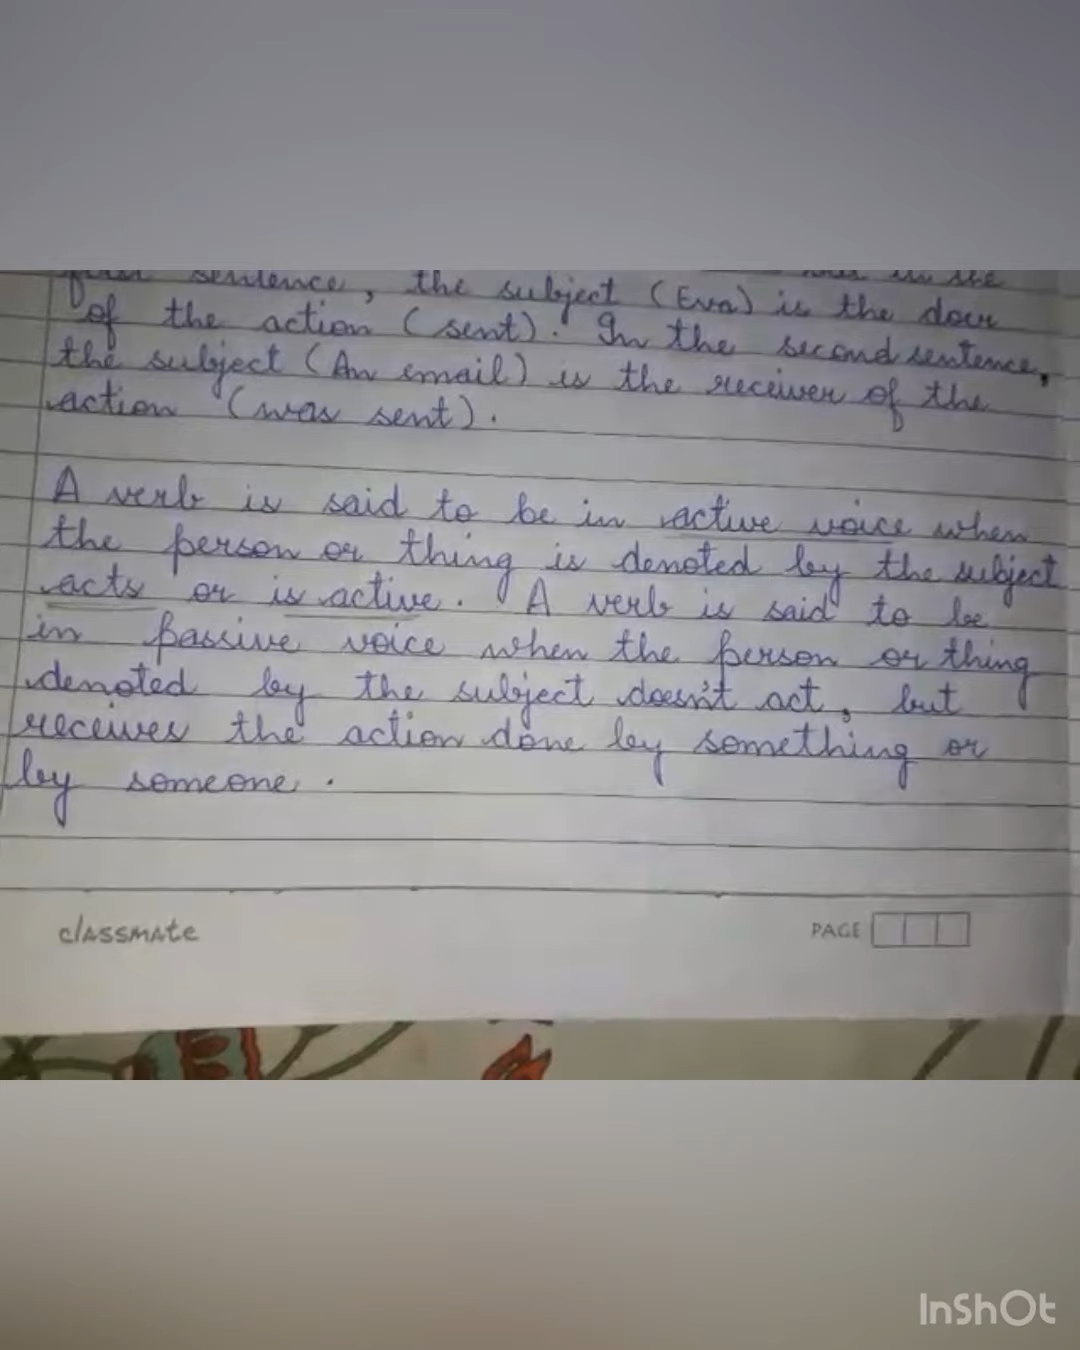 first sentence, the subject (Eva) is the doer
of the action (sent). In the second sentence,
the subject (An email) is the receiver of the
action (was sent).
A verb is said to be in active voice when
the person or thing is denoted by the subject
acts or is active. A verb is said to be
in passive voice when the person or thing
denoted by the subject doesn't act, but
receives the action done by something or
by someone.
classmate
PAGE
InShOt